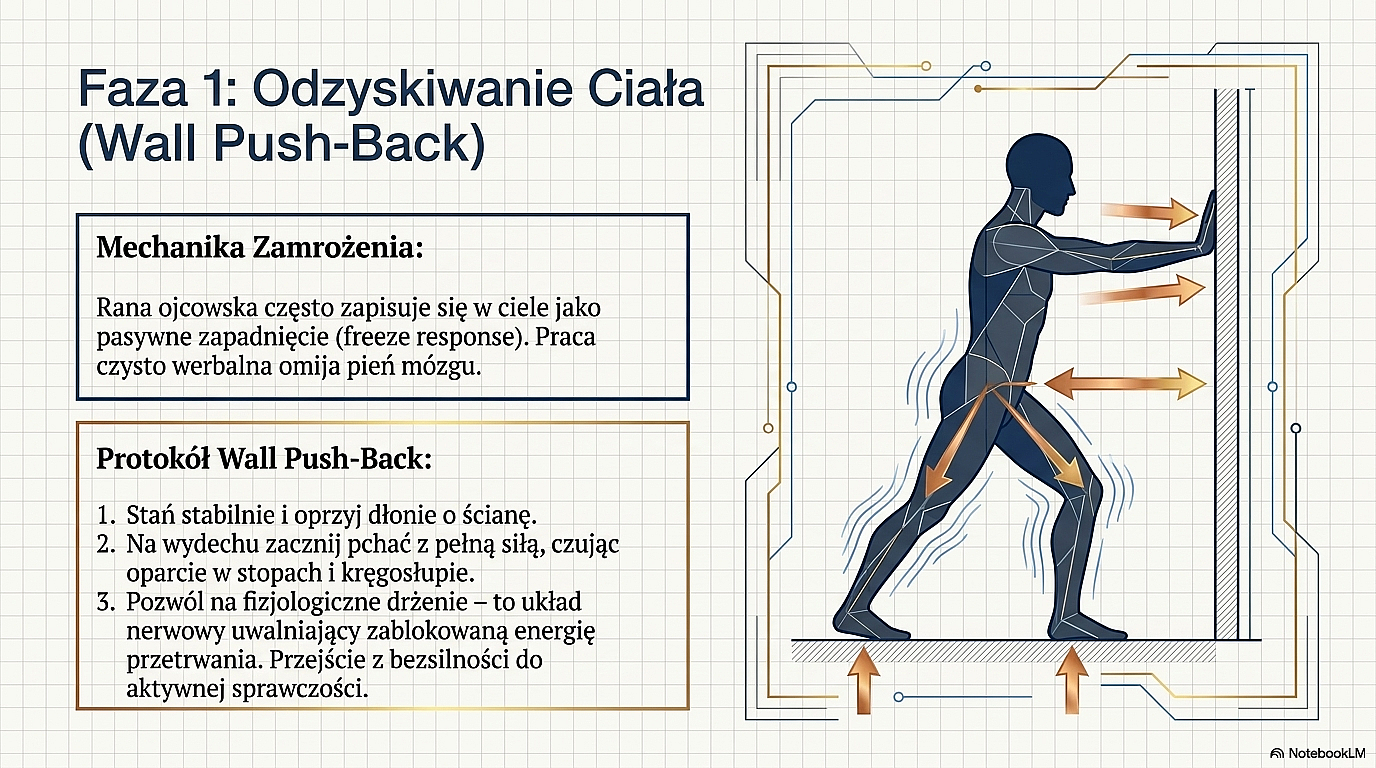 Faza 1: Odzyskiwanie Ciała
(Wall Push-Back)
Mechanika Zamrożenia:
Rana ojcowska często zapisuje się w ciele jako
pasywne zapadnięcie (freeze response). Praca
czysto werbalna omija pień mózgu.
Protokół Wall Push-Back:
1. Stań stabilnie i oprzyj dłonie o ścianę.
2. Na wydechu zacznij pchać z pełną siłą, czując
oparcie w stopach i kręgosłupie.
3. Pozwól na fizjologiczne drżenie – to układ
nerwowy uwalniający zablokowaną energię
przetrwania. Przejście z bezsilności do
aktywnej sprawczości.
NotebookLM